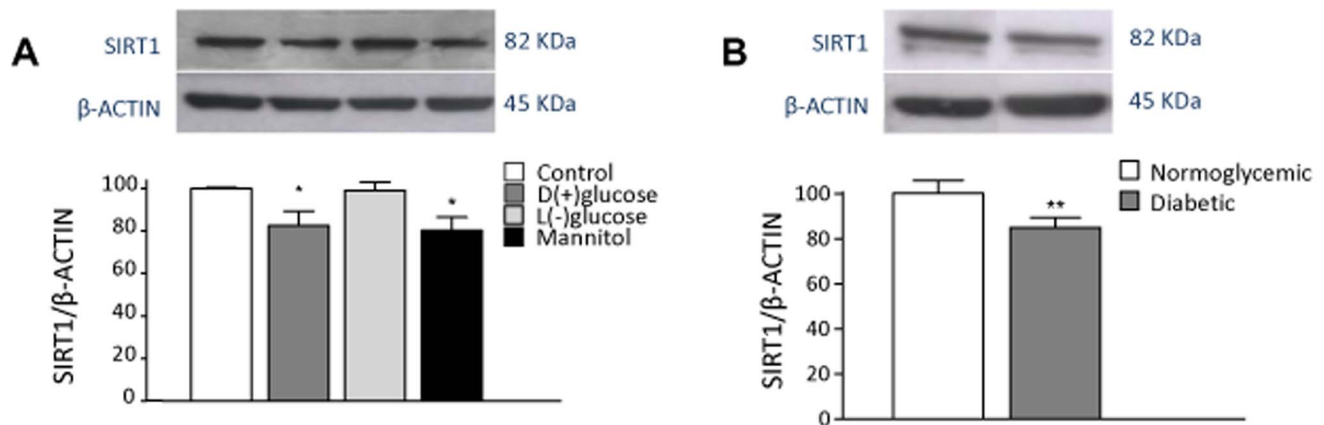 A
SIRT1
82 KDa
β-ACTIN
45 KDa
100
80
60
40
20
0
SIRT1/β-ACTIN
*
*
Control
D(+)glucose
L(-)glucose
Mannitol
B
SIRT1
82 KDa
β-ACTIN
45 KDa
100
80
60
40
20
0
SIRT1/β-ACTIN
**
Normoglycemic
Diabetic